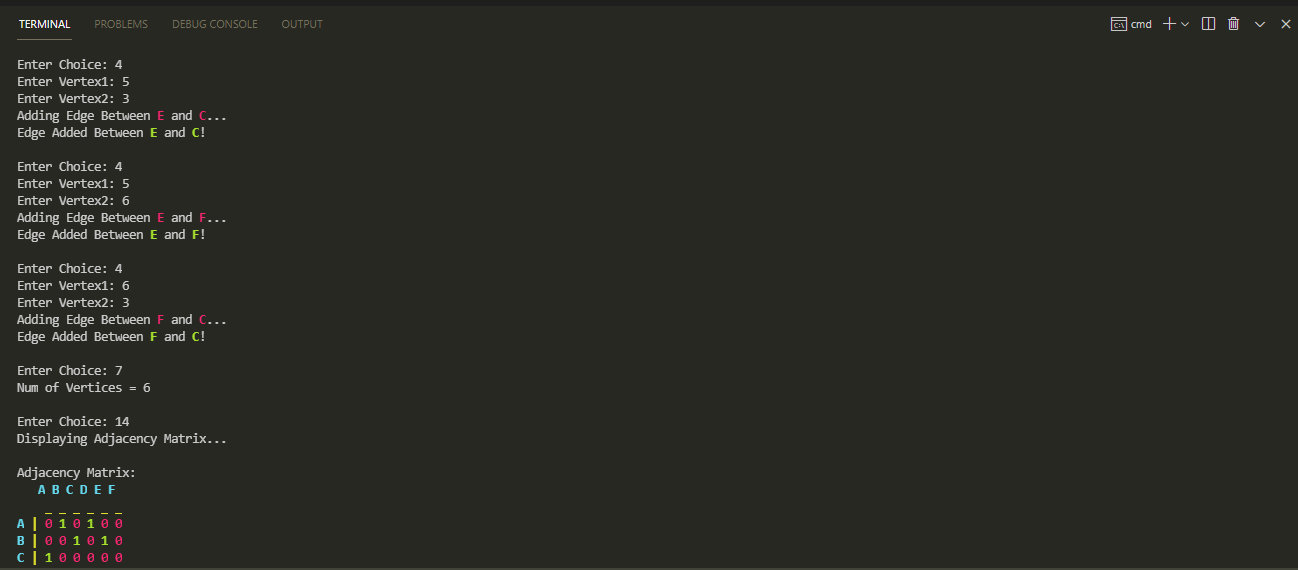 TERMINAL PROBLEMS DEBUG CONSOLE OUTPUT cmd
Enter Choice: 4
Enter Vertex1: 5
Enter Vertex2: 3
Adding Edge Between E and C...
Edge Added Between E and C!
Enter Choice: 4
Enter Vertex1: 5
Enter Vertex2: 6
Adding Edge Between E and F...
Edge Added Between E and F!
Enter Choice: 4
Enter Vertex1: 6
Enter Vertex2: 3
Adding Edge Between F and C...
Edge Added Between F and C!
Enter Choice: 7
Num of Vertices = 6
Enter Choice: 14
Displaying Adjacency Matrix...
Adjacency Matrix:
A B C D E F
_ _ _ _ _ _
A | 0 1 0 1 0 0
B | 0 0 1 0 1 0
C | 1 0 0 0 0 0